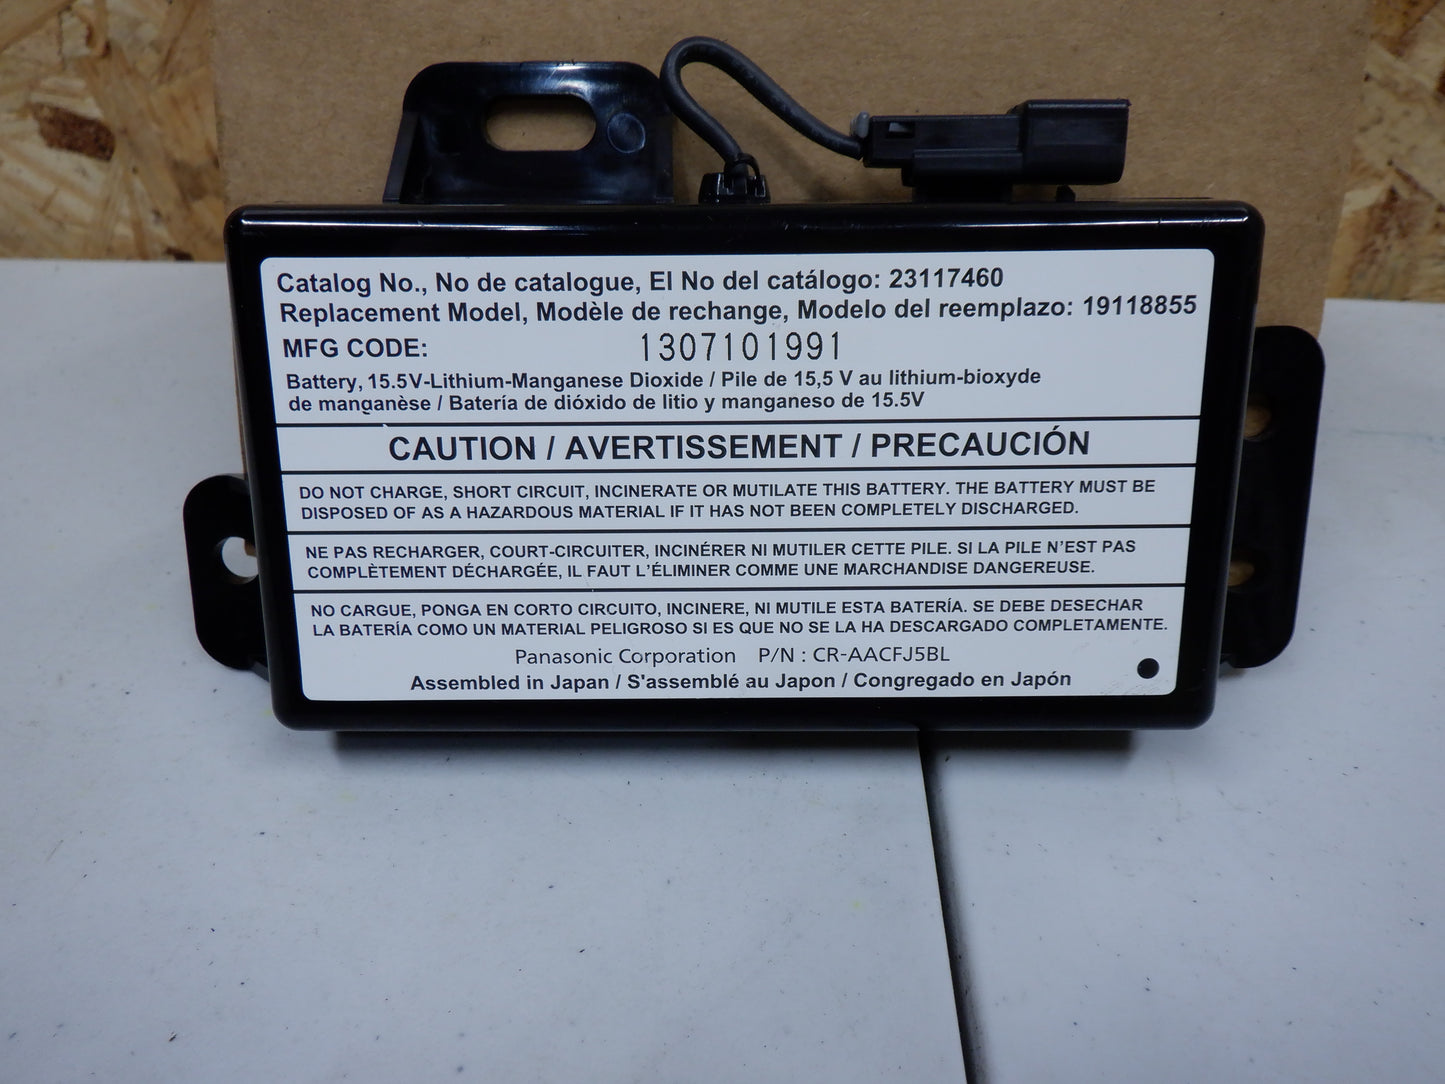 Catalog No., No de catalogue, El No del catálogo: 23117460
Replacement Model, Modèle de rechange, Modelo del reemplazo: 19118855
MFG CODE: 1307101991
Battery, 15.5V-Lithium-Manganese Dioxide / Pile de 15,5 V au lithium-bioxyde
de manganèse / Batería de dióxido de litio y manganeso de 15.5V
CAUTION / AVERTISSEMENT / PRECAUCIÓN
DO NOT CHARGE, SHORT CIRCUIT, INCINERATE OR MUTILATE THIS BATTERY. THE BATTERY MUST BE
DISPOSED OF AS A HAZARDOUS MATERIAL IF IT HAS NOT BEEN COMPLETELY DISCHARGED.
NE PAS RECHARGER, COURT-CIRCUITER, INCINÉRER NI MUTILER CETTE PILE. SI LA PILE N'EST PAS
COMPLÈTEMENT DÉCHARGÉE, IL FAUT L'ÉLIMINER COMME UNE MARCHANDISE DANGEREUSE.
NO CARGUE, PONGA EN CORTO CIRCUITO, INCINERE, NI MUTILE ESTA BATERÍA. SE DEBE DESECHAR
LA BATERÍA COMO UN MATERIAL PELIGROSO SI ES QUE NO SE LA HA DESCARGADO COMPLETAMENTE.
Panasonic Corporation P/N : CR-AACFJ5BL
Assembled in Japan / S'assemblé au Japon / Congregado en Japón